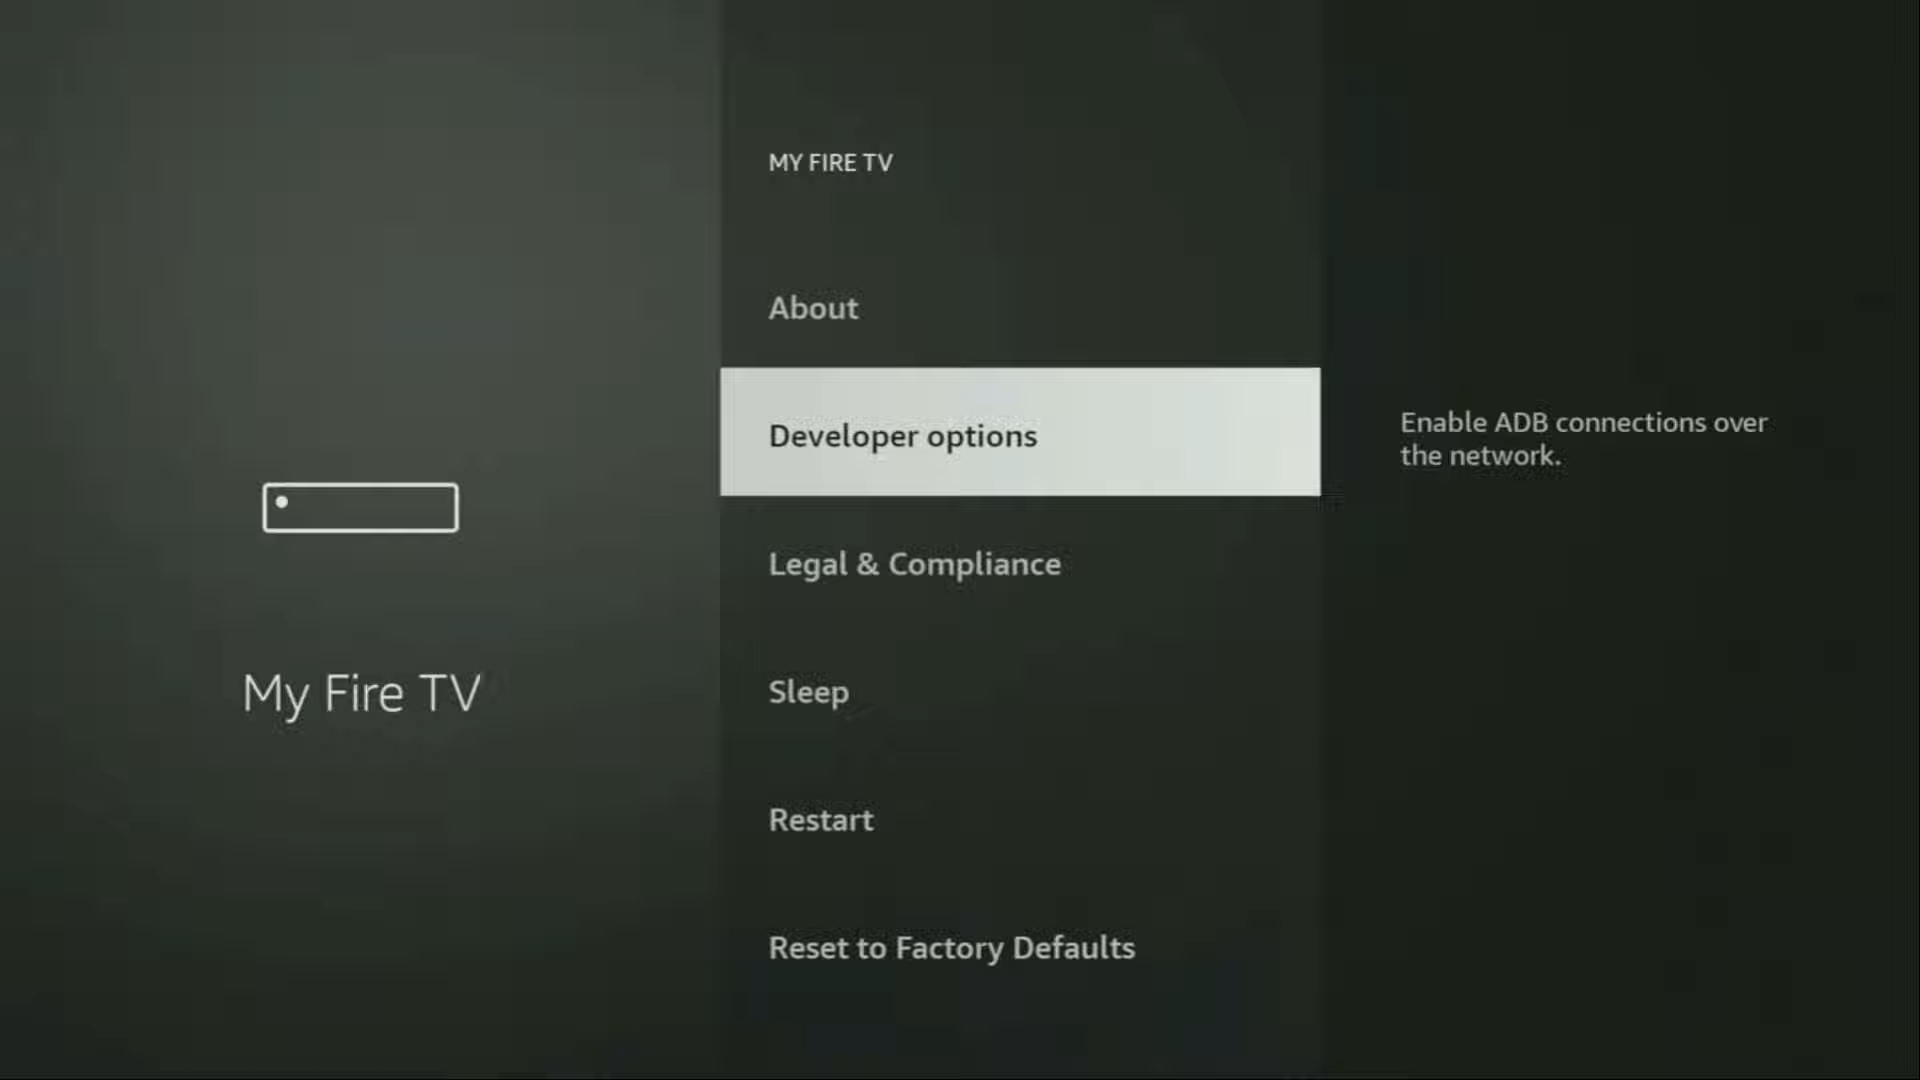 MY FIRE TV
About
Developer options
Enable ADB connections over
the network.
Legal & Compliance
My Fire TV
Sleep
Restart
Reset to Factory Defaults